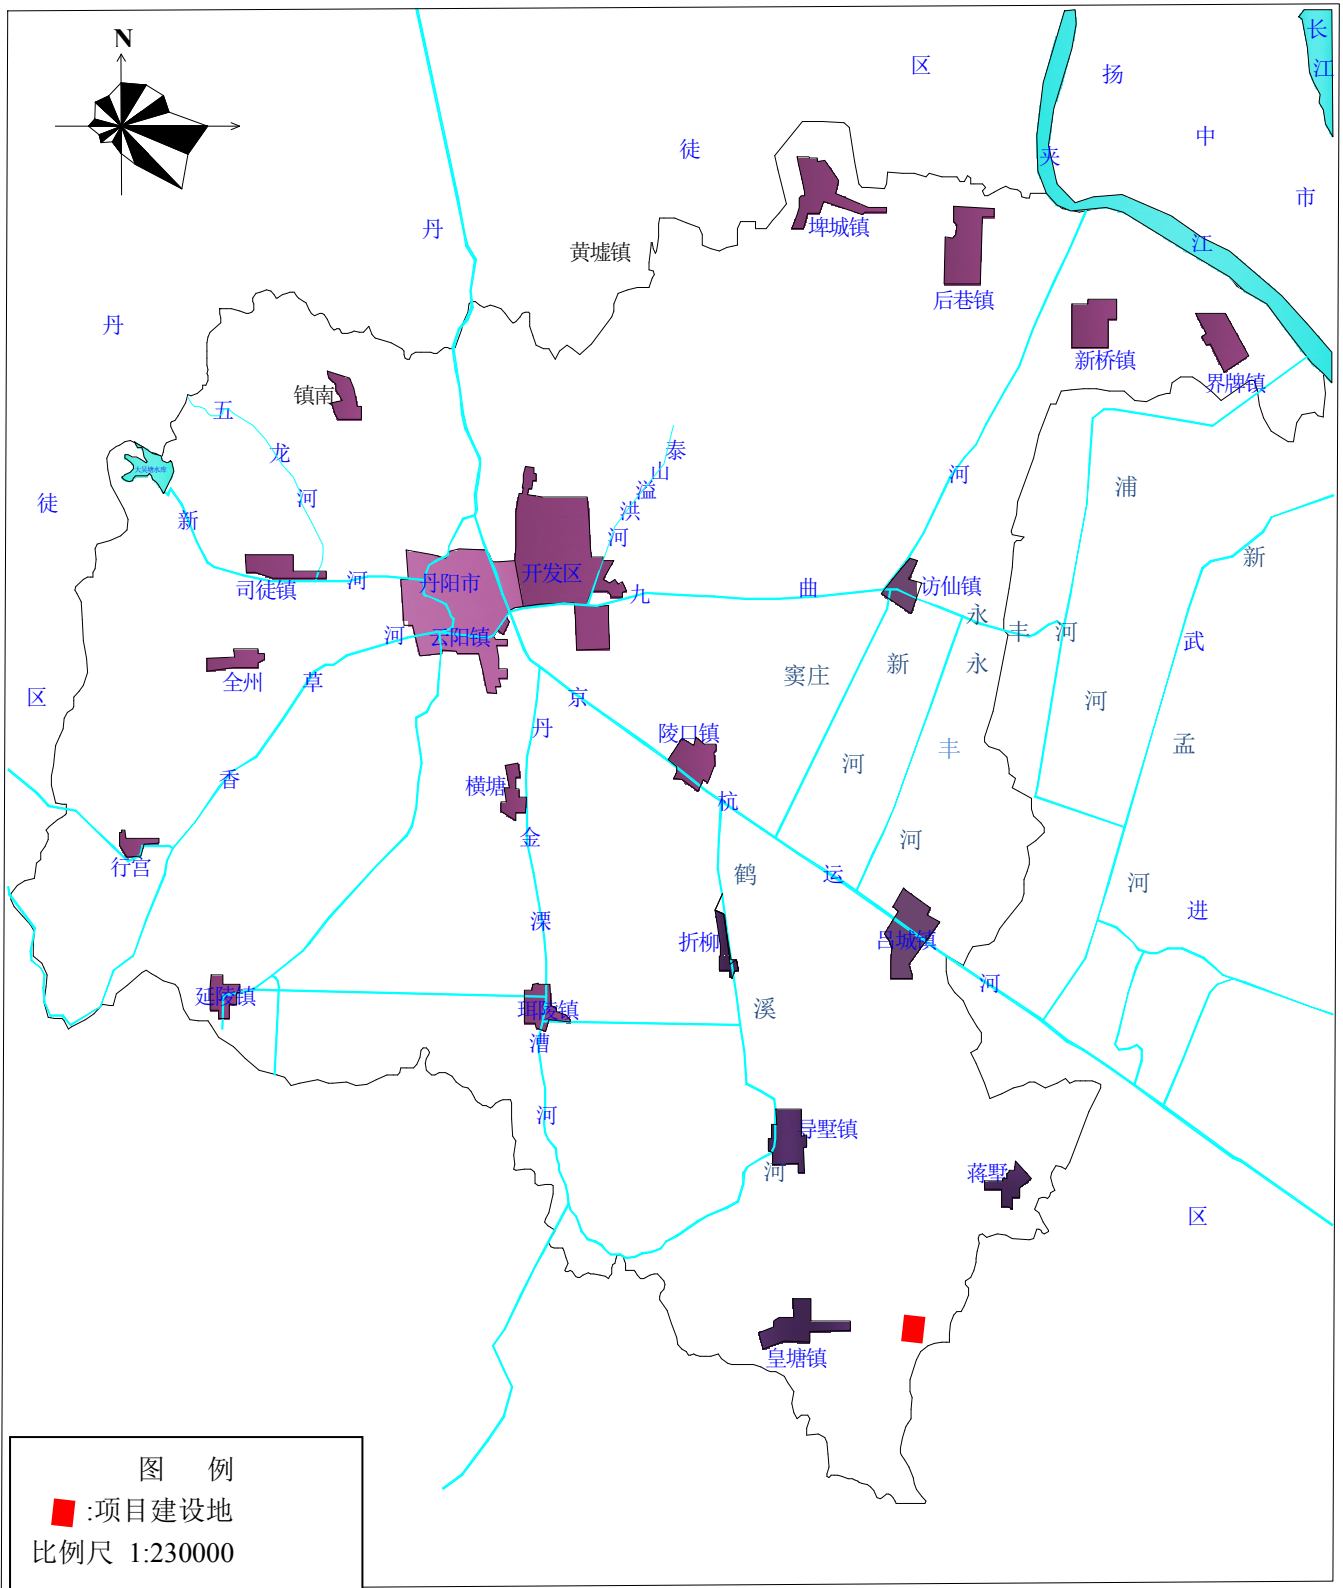 N
长
江
区
扬
中
市
夹
江
徒
丹
黄墟镇
埤城镇
后巷镇
新桥镇
界牌镇
丹
徒
区
镇南
五
龙
河
大吴塘水库
新
河
司徒镇
丹阳市
开发区
云阳镇
泰
山
溢
洪
河
九
曲
河
访仙镇
永
丰
河
浦
河
新
孟
河
武
进
区
全州
香
草
河
京
杭
运
河
丹
金
溧
漕
河
陵口镇
窦庄
新
河
永
丰
河
横塘
行宫
鹤
溪
河
折柳
吕城镇
延陵镇
珥陵镇
导墅镇
蒋墅
皇塘镇
图 例
:项目建设地
比例尺 1:230000